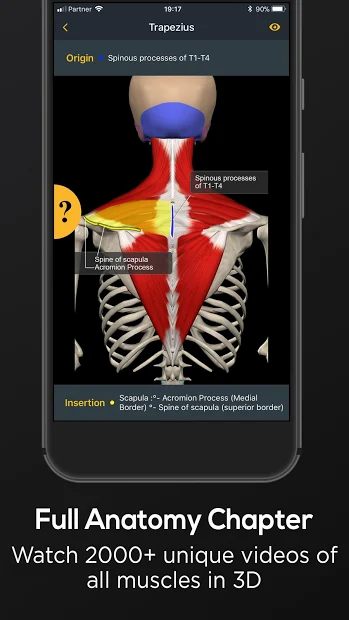 Partner 19:17 90%
Trapezius
Origin Spinous processes of T1-T4
Spinous processes
of T1-T4
?
Spine of scapula
Acromion Process
Insertion • Scapula :°- Acromion Process (Medial
Border) °- Spine of scapula (superior border)
Full Anatomy Chapter
Watch 2000+ unique videos of
all muscles in 3D